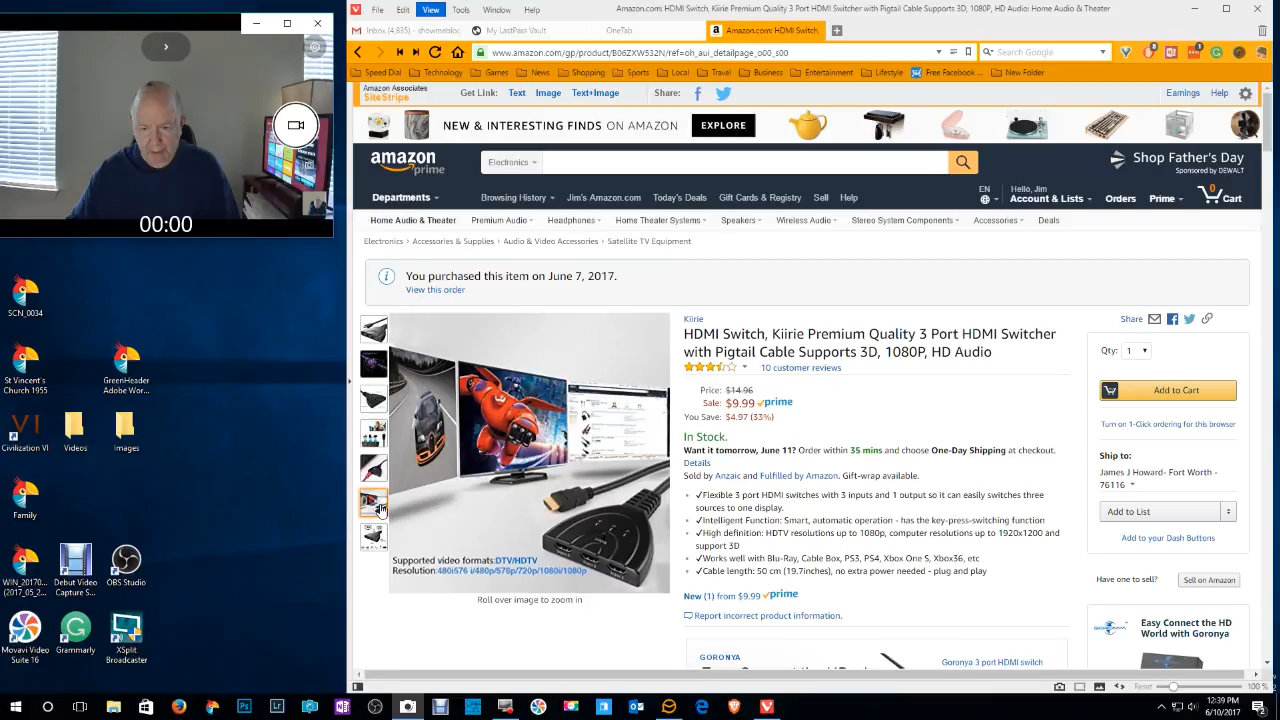 File Edit View Tools Window Help
Amazon.com: HDMI Switch, Kiirie Premium Quality 3 Port HDMI Switcher with Pigtail Cable Supports 3D, 1080P, HD Audio: Home Audio & Theater
Inbox (4,835) - showmeblog
My LastPass Vault
OneTab
Amazon.com: HDMI Switch,
www.amazon.com/gp/product/B06ZXW532N/ref=oh_aui_detailpage_o00_s00
Search Google
Speed Dial Technology Games News Shopping Sports Local Travel Business Entertainment Lifestyle Free Facebook... New Folder
Amazon Associates
SiteStripe
Get Link: Text Image Text+Image Share:
Earnings Help
NEW & INTERESTING FINDS ON AMAZON EXPLORE
amazon
prime
Electronics
Shop Father's Day
Sponsored by DEWALT
Departments
Browsing History Jim's Amazon.com Today's Deals Gift Cards & Registry Sell Help
EN
Hello, Jim
Account & Lists
Orders Prime
0
Cart
Home Audio & Theater Premium Audio Headphones Home Theater Systems Speakers Wireless Audio Stereo System Components Accessories Deals
Electronics › Accessories & Supplies › Audio & Video Accessories › Satellite TV Equipment
You purchased this item on June 7, 2017.
View this order
Kiirie
HDMI Switch, Kiirie Premium Quality 3 Port HDMI Switcher
with Pigtail Cable Supports 3D, 1080P, HD Audio
10 customer reviews
Price: $14.96
Sale: $9.99 prime
You Save: $4.97 (33%)
In Stock.
Want it tomorrow, June 11? Order within 35 mins and choose One-Day Shipping at checkout.
Details
Sold by Anzaic and Fulfilled by Amazon. Gift-wrap available.
✓Flexible 3 port HDMI switches with 3 inputs and 1 output so it can easily switches three
sources to one display.
✓Intelligent Function: Smart, automatic operation - has the key-press-switching function
✓High definition: HDTV resolutions up to 1080p, computer resolutions up to 1920x1200 and
support 3D
✓Works well with Blu-Ray, Cable Box, PS3, PS4, Xbox One S, Xbox36, etc
✓Cable length: 50 cm (19.7inches), no extra power needed - plug and play
New (1) from $9.99 prime
Report incorrect product information.
Supported video formats:DTV/HDTV
Resolution:480i576 i/480p/576p/720p/1080i/1080p
Roll over image to zoom in
GORONYA
Goronya 3 port HDMI switch
Share
Qty: 1
Add to Cart
Turn on 1-Click ordering for this browser
Ship to:
James J Howard- Fort Worth -
76116
Add to List
Add to your Dash Buttons
Have one to sell?
Sell on Amazon
Easy Connect the HD
World with Goronya
Reset
100 %
00:00
SCN_0034
St Vincent's
Church 1955
GreenHeader
Adobe Wor...
Civilization VI
Videos
Images
Family
WIN_20170...
(2017_05_2...
Debut Video
Capture S...
OBS Studio
Movavi Video
Suite 16
Grammarly
XSplit
Broadcaster
12:39 PM
6/10/2017